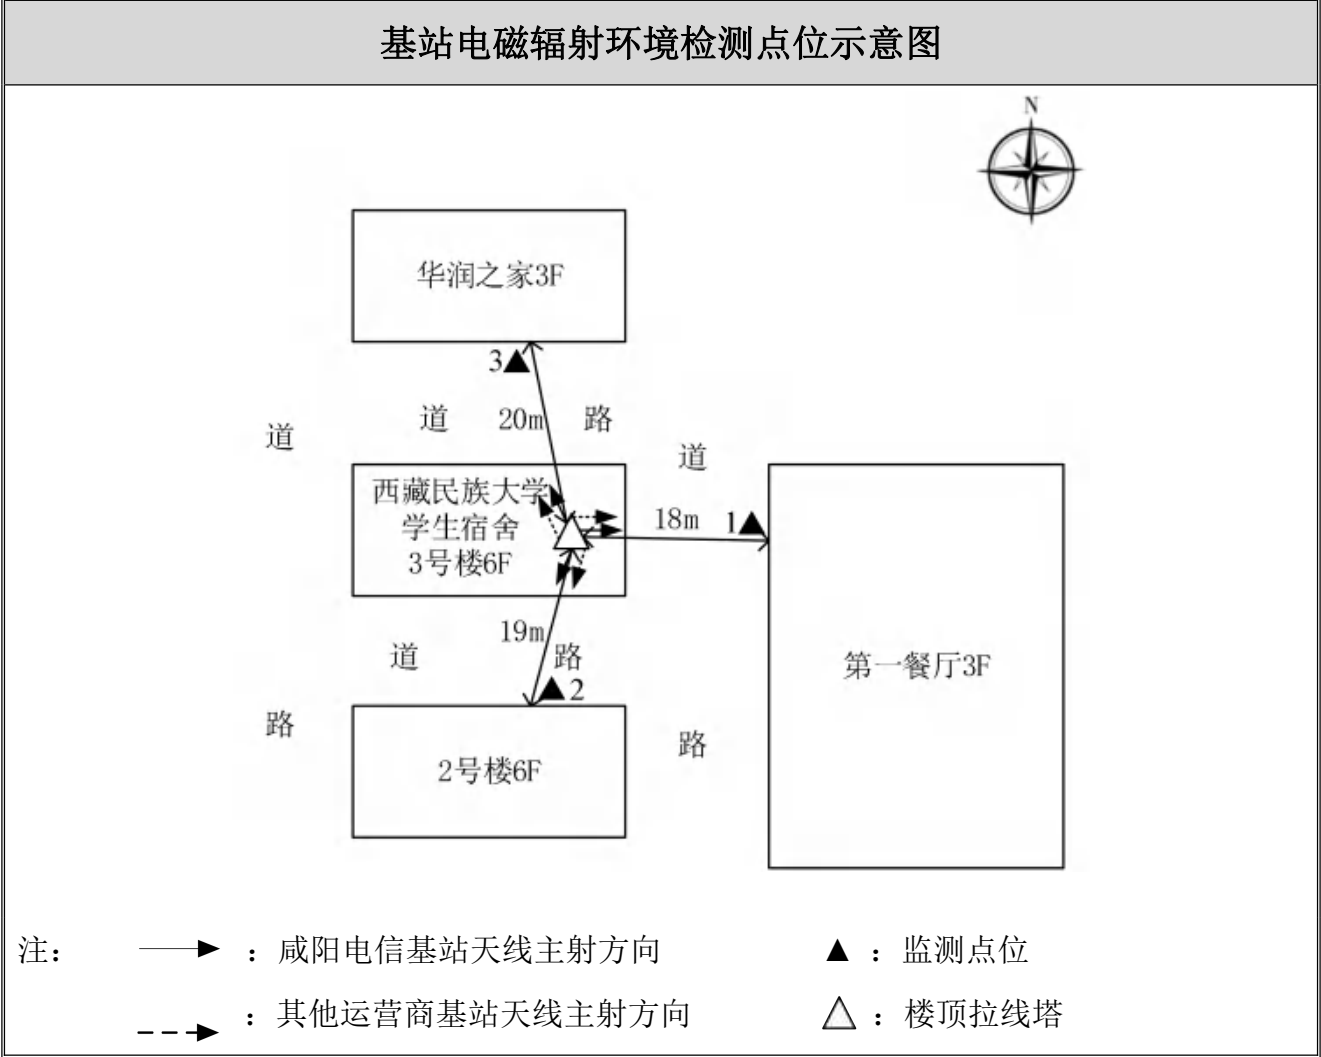 基站电磁辐射环境检测点位示意图
N
华润之家3F
3
道 20m 路
道
道
西藏民族大学
学生宿舍
3号楼6F
18m 1
19m
道 路
2
第一餐厅3F
路
路
2号楼6F
注： ：咸阳电信基站天线主射方向 ：监测点位
：其他运营商基站天线主射方向 ：楼顶拉线塔